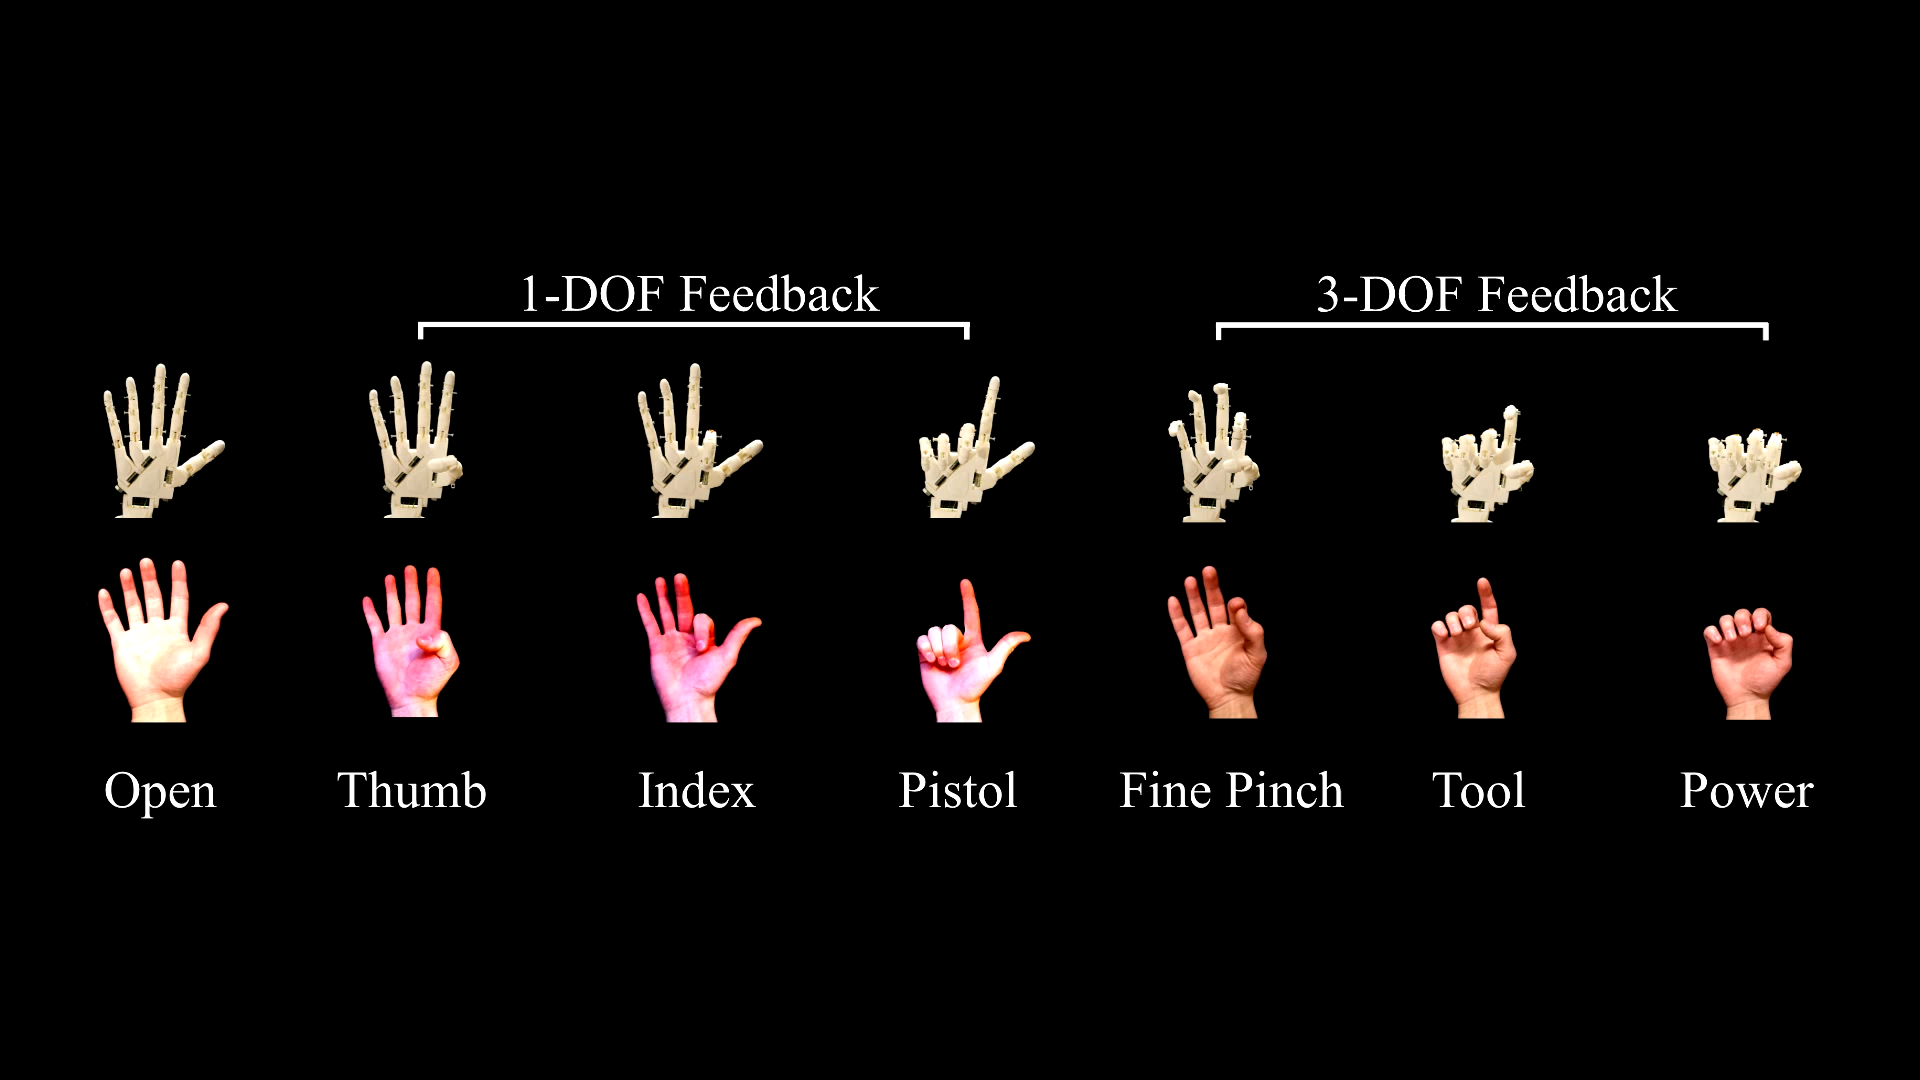 1-DOF Feedback
3-DOF Feedback
Open
Thumb
Index
Pistol
Fine Pinch
Tool
Power